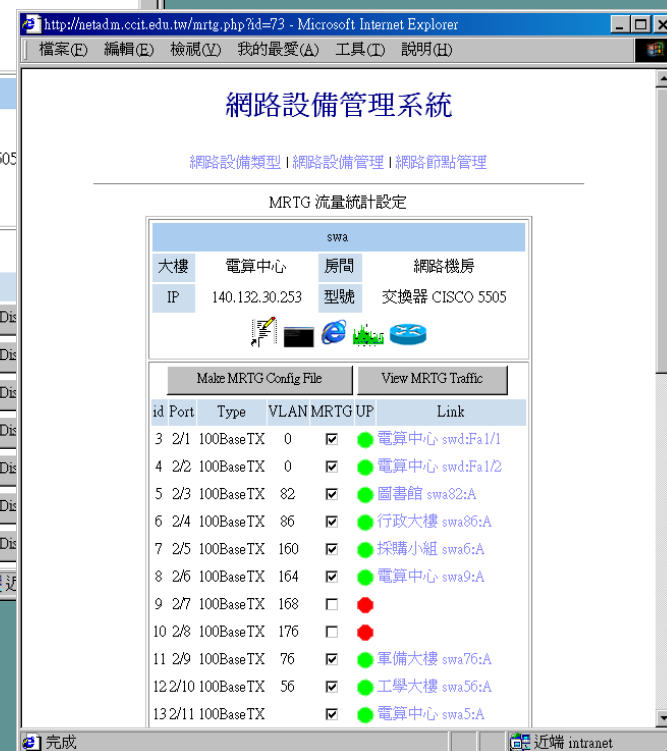 http://netadm.ccit.edu.tw/mrtg.php?id=73 - Microsoft Internet Explorer
檔案(F) 編輯(E) 檢視(V) 我的最愛(A) 工具(T) 說明(H)
網路設備管理系統
網路設備類型 | 網路設備管理 | 網路節點管理
MRTG 流量統計設定
swa
大樓 電算中心 房間 網路機房
IP 140.132.30.253 型號 交換器 CISCO 5505
Make MRTG Config File View MRTG Traffic
id Port Type VLAN MRTG UP Link
3 2/1 100BaseTX 0 電算中心 swd:Fa1/1
4 2/2 100BaseTX 0 電算中心 swd:Fa1/2
5 2/3 100BaseTX 82 圖書館 swa82:A
6 2/4 100BaseTX 86 行政大樓 swa86:A
7 2/5 100BaseTX 160 採購小組 swa6:A
8 2/6 100BaseTX 164 電算中心 swa9:A
9 2/7 100BaseTX 168
10 2/8 100BaseTX 176
11 2/9 100BaseTX 76 軍備大樓 swa76:A
12 2/10 100BaseTX 56 工學大樓 swa56:A
13 2/11 100BaseTX 電算中心 swa5:A
完成 近端 intranet
505
Dis
Dis
Dis
Dis
Dis
Dis
Dis
近